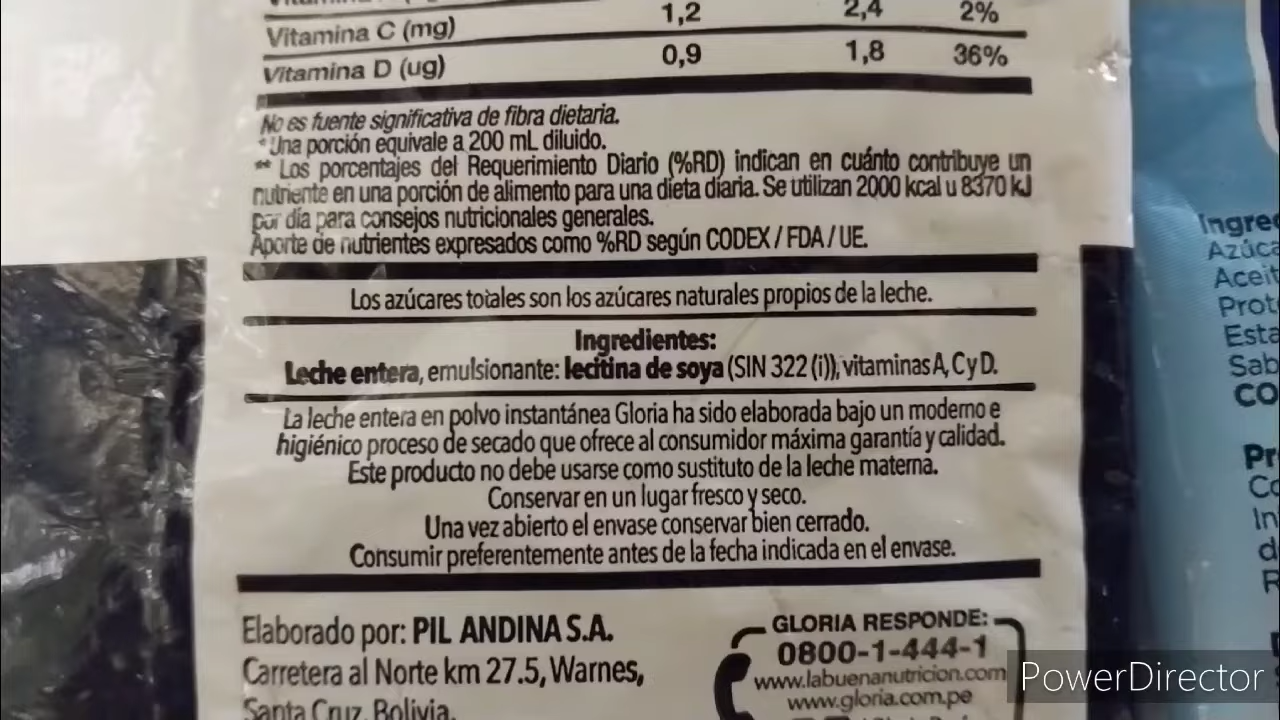 Vitamina C (mg) 1,2 2,4 2%
Vitamina D (ug) 0,9 1,8 36%
No es fuente significativa de fibra dietaria.
* Una porción equivale a 200 mL diluido.
** Los porcentajes del Requerimiento Diario (%RD) indican en cuánto contribuye un
nutriente en una porción de alimento para una dieta diaria. Se utilizan 2000 kcal u 8370 kJ
por día para consejos nutricionales generales.
Aporte de nutrientes expresados como %RD según CODEX / FDA / UE.
Los azúcares totales son los azúcares naturales propios de la leche.
Ingredientes:
Leche entera, emulsionante: lecitina de soya (SIN 322 (i)), vitaminas A, C y D.
La leche entera en polvo instantánea Gloria ha sido elaborada bajo un moderno e
higiénico proceso de secado que ofrece al consumidor máxima garantía y calidad.
Este producto no debe usarse como sustituto de la leche materna.
Conservar en un lugar fresco y seco.
Una vez abierto el envase conservar bien cerrado.
Consumir preferentemente antes de la fecha indicada en el envase.
Elaborado por: PIL ANDINA S.A.
Carretera al Norte km 27.5, Warnes,
Santa Cruz, Bolivia.
GLORIA RESPONDE:
0800-1-444-1
www.labuenanutricion.com
www.gloria.com.pe
Ingre
Azúca
Aceit
Prot
Esta
Sab
CO
Pr
Co
In
d
R
PowerDirector